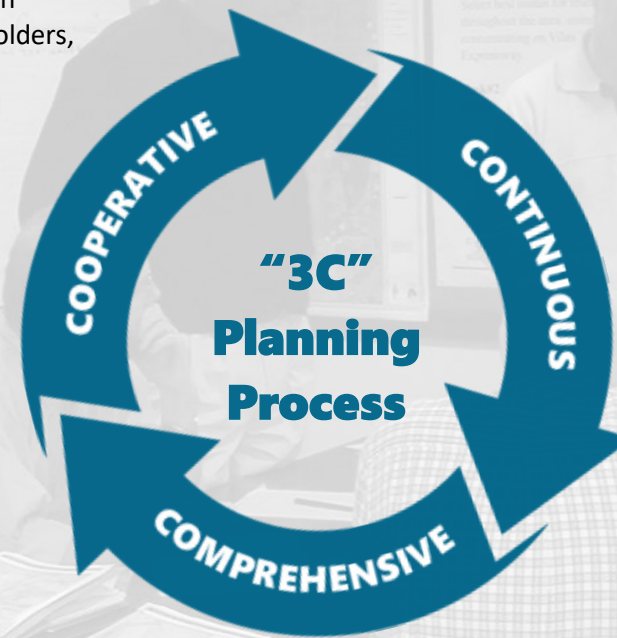 olders,
COOPERATIVE
CONTINUOUS
“3C”
Planning
Process
COMPREHENSIVE